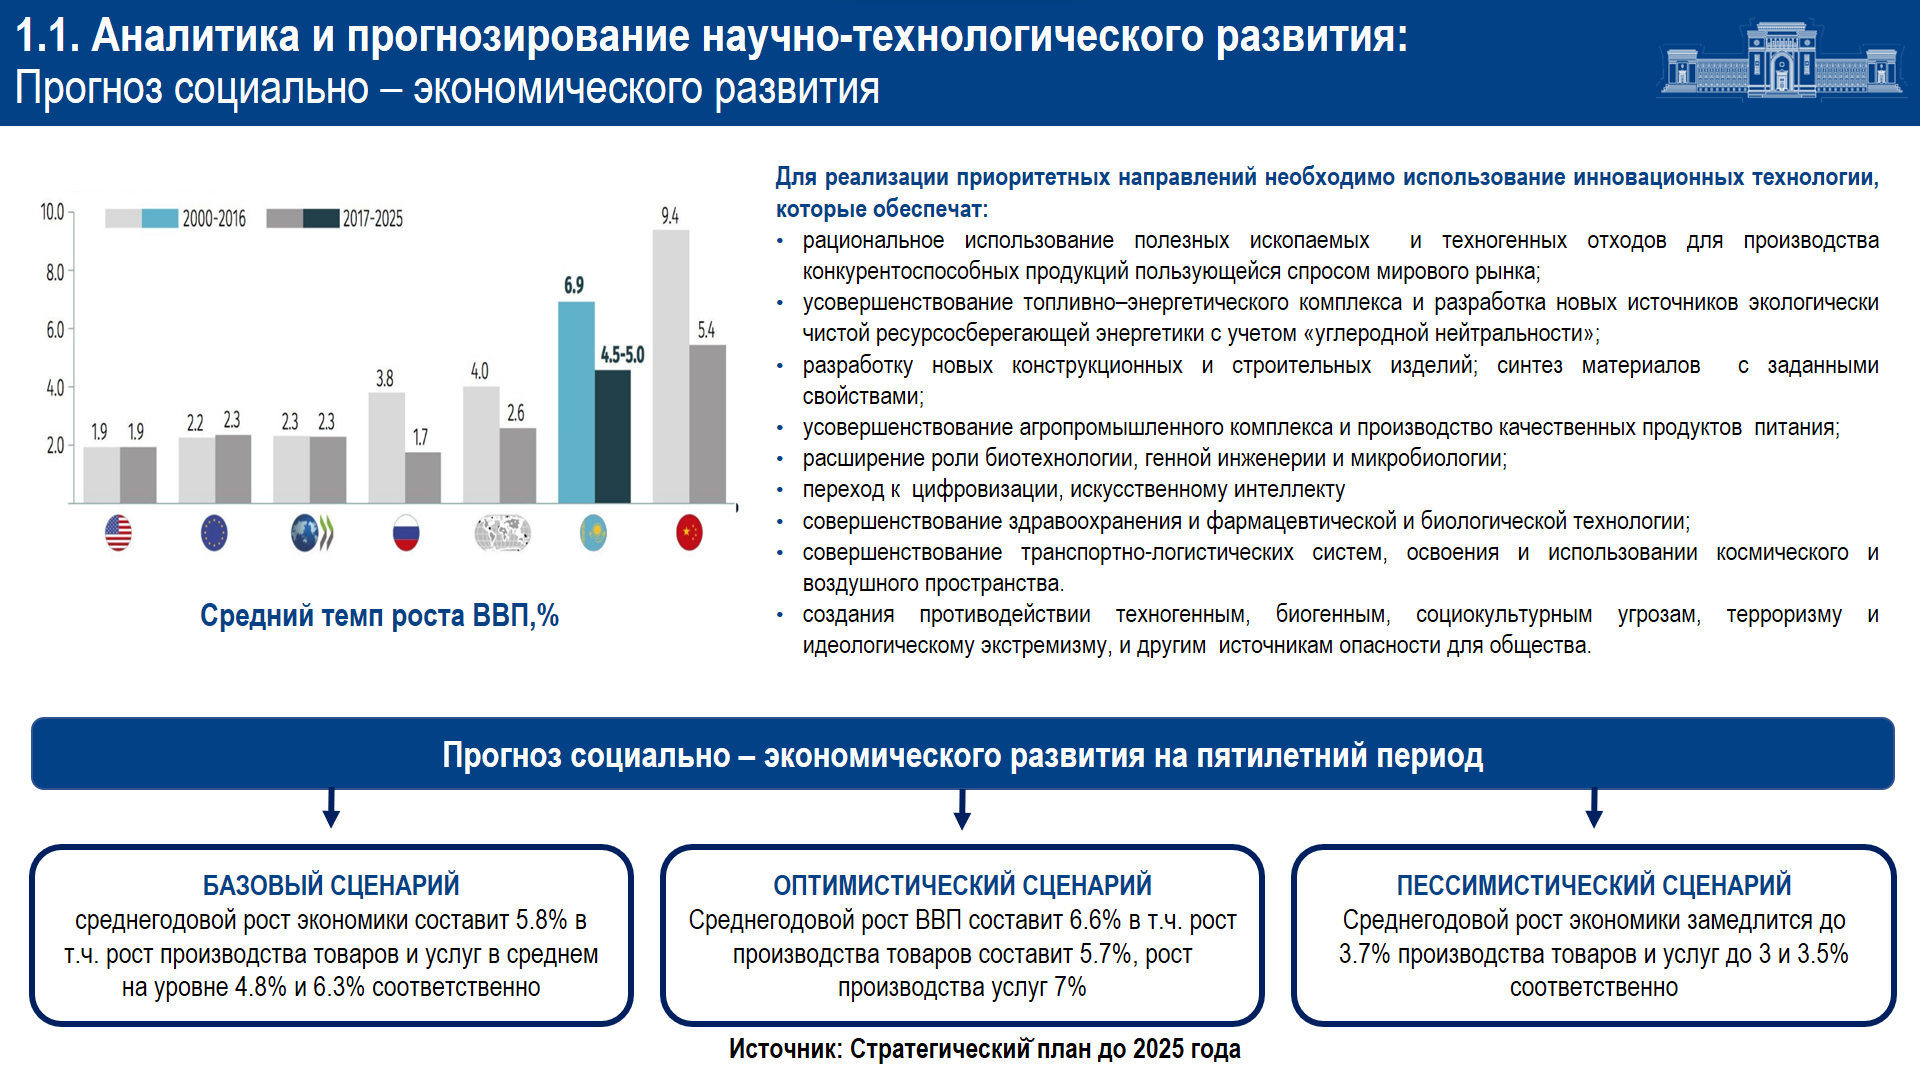 1.1. Аналитика и прогнозирование научно-технологического развития:
Прогноз социально – экономического развития
10.0
8.0
6.0
4.0
2.0
2000-2016
2017-2025
1.9
1.9
2.2
2.3
2.3
2.3
3.8
1.7
4.0
2.6
6.9
4.5-5.0
9.4
5.4
Средний темп роста ВВП,%
Для реализации приоритетных направлений необходимо использование инновационных технологии,
которые обеспечат:
• рациональное использование полезных ископаемых и техногенных отходов для производства
конкурентоспособных продукций пользующейся спросом мирового рынка;
• усовершенствование топливно–энергетического комплекса и разработка новых источников экологически
чистой ресурсосберегающей энергетики с учетом «углеродной нейтральности»;
• разработку новых конструкционных и строительных изделий; синтез материалов с заданными
свойствами;
• усовершенствование агропромышленного комплекса и производство качественных продуктов питания;
• расширение роли биотехнологии, генной инженерии и микробиологии;
• переход к цифровизации, искусственному интеллекту
• совершенствование здравоохранения и фармацевтической и биологической технологии;
• совершенствование транспортно-логистических систем, освоения и использовании космического и
воздушного пространства.
• создания противодействии техногенным, биогенным, социокультурным угрозам, терроризму и
идеологическому экстремизму, и другим источникам опасности для общества.
Прогноз социально – экономического развития на пятилетний период
БАЗОВЫЙ СЦЕНАРИЙ
среднегодовой рост экономики составит 5.8% в
т.ч. рост производства товаров и услуг в среднем
на уровне 4.8% и 6.3% соответственно
ОПТИМИСТИЧЕСКИЙ СЦЕНАРИЙ
Среднегодовой рост ВВП составит 6.6% в т.ч. рост
производства товаров составит 5.7%, рост
производства услуг 7%
ПЕССИМИСТИЧЕСКИЙ СЦЕНАРИЙ
Среднегодовой рост экономики замедлится до
3.7% производства товаров и услуг до 3 и 3.5%
соответственно
Источник: Стратегический план до 2025 года